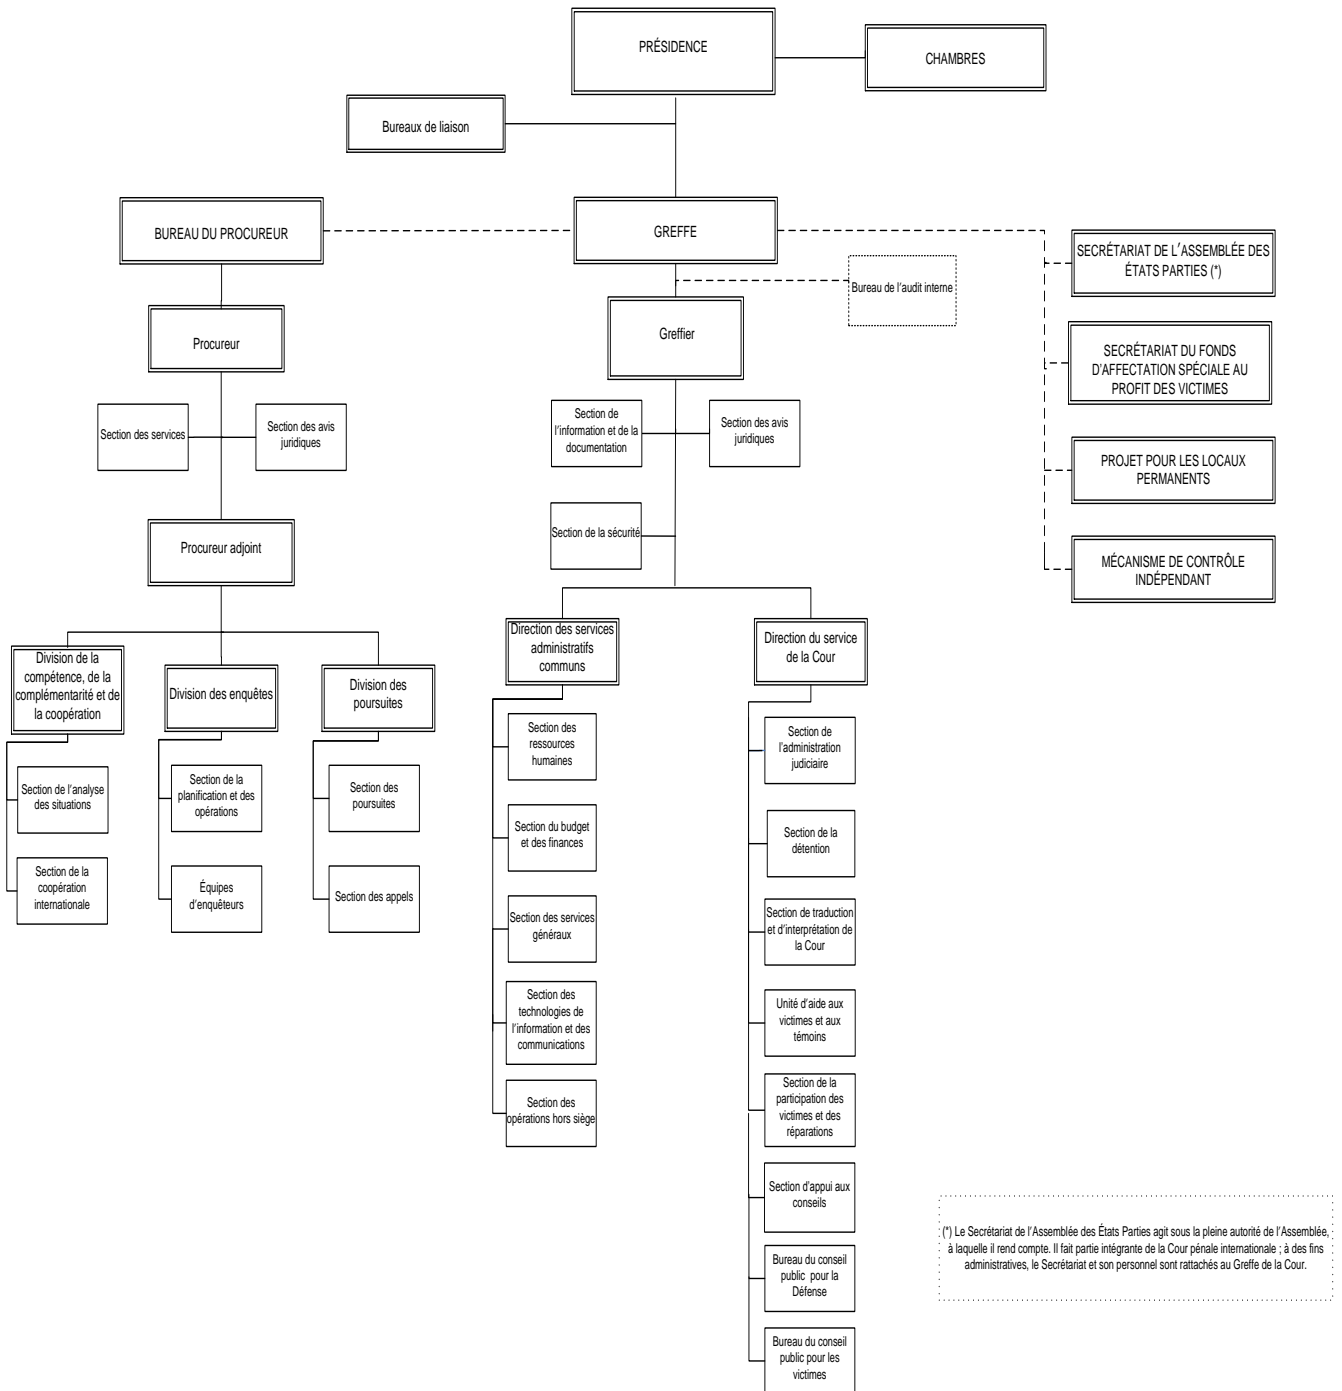 PRÉSIDENCE
CHAMBRES
Bureaux de liaison
BUREAU DU PROCUREUR
GREFFE
SECRÉTARIAT DE L'ASSEMBLÉE DES
ÉTATS PARTIES (*)
Bureau de l'audit interne
Procureur
Greffier
SECRÉTARIAT DU FONDS
D'AFFECTATION SPÉCIALE AU
PROFIT DES VICTIMES
Section des services
Section des avis
juridiques
Section de
l'information et de la
documentation
Section des avis
juridiques
PROJET POUR LES LOCAUX
PERMANENTS
Procureur adjoint
Section de la sécurité
MÉCANISME DE CONTRÔLE
INDÉPENDANT
Division de la
compétence, de la
complémentarité et de
la coopération
Division des enquêtes
Division des
poursuites
Direction des services
administratifs
communs
Direction du service
de la Cour
Section de l'analyse
des situations
Section de la
coopération
internationale
Section de la
planification et des
opérations
Équipes
d'enquêteurs
Section des
poursuites
Section des appels
Section des
ressources
humaines
Section du budget
et des finances
Section des services
généraux
Section des
technologies de
l'information et des
communications
Section des
opérations hors siège
Section de
l'administration
judiciaire
Section de la
détention
Section de traduction
et d'interprétation de
la Cour
Unité d'aide aux
victimes et aux
témoins
Section de la
participation des
victimes et des
réparations
Section d'appui aux
conseils
Bureau du conseil
public pour la
Défense
Bureau du conseil
public pour les
victimes
(*) Le Secrétariat de l'Assemblée des États Parties agit sous la pleine autorité de l'Assemblée,
à laquelle il rend compte. Il fait partie intégrante de la Cour pénale internationale ; à des fins
administratives, le Secrétariat et son personnel sont rattachés au Greffe de la Cour.